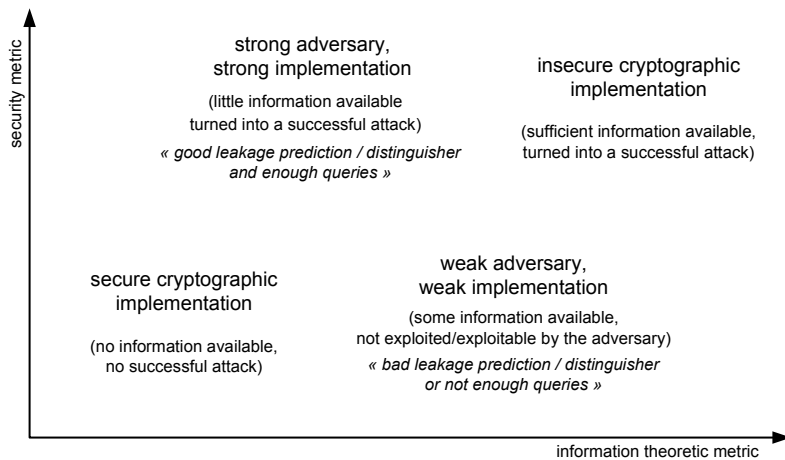 security metric
strong adversary,
strong implementation
(little information available
turned into a successful attack)
« good leakage prediction / distinguisher
and enough queries »
insecure cryptographic
implementation
(sufficient information available,
turned into a successful attack)
secure cryptographic
implementation
(no information available,
no successful attack)
weak adversary,
weak implementation
(some information available,
not exploited/exploitable by the adversary)
« bad leakage prediction / distinguisher
or not enough queries »
information theoretic metric